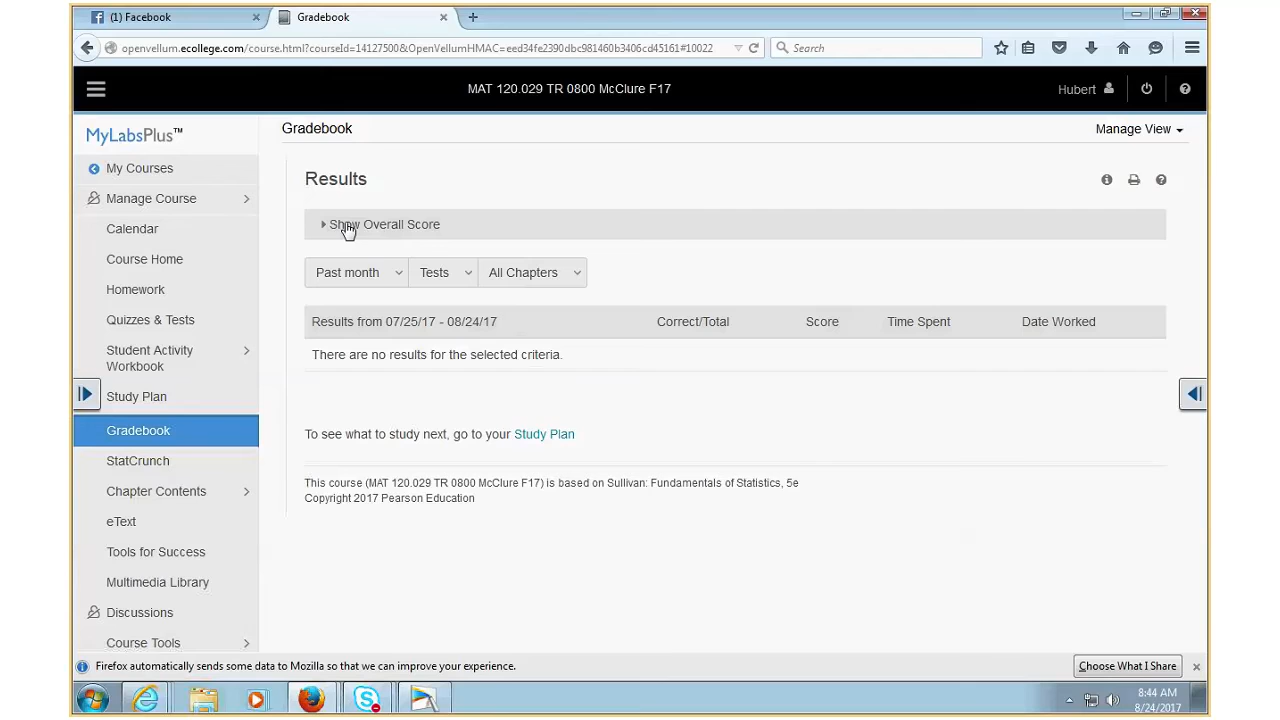 (1) Facebook
Gradebook
openvellum.ecollege.com/course.html?courseId=14127500&OpenVellumHMAC=eed34fe2390dbc981460b3406cd45161#10022
Search
MAT 120.029 TR 0800 McClure F17
Hubert
MyLabsPlus™
Gradebook
Manage View
My Courses
Manage Course
Calendar
Course Home
Homework
Quizzes & Tests
Student Activity
Workbook
Study Plan
Gradebook
StatCrunch
Chapter Contents
eText
Tools for Success
Multimedia Library
Discussions
Course Tools
Results
Show Overall Score
Past month Tests All Chapters
Results from 07/25/17 - 08/24/17 Correct/Total Score Time Spent Date Worked
There are no results for the selected criteria.
To see what to study next, go to your Study Plan
This course (MAT 120.029 TR 0800 McClure F17) is based on Sullivan: Fundamentals of Statistics, 5e
Copyright 2017 Pearson Education
Firefox automatically sends some data to Mozilla so that we can improve your experience.
Choose What I Share
8:44 AM
8/24/2017